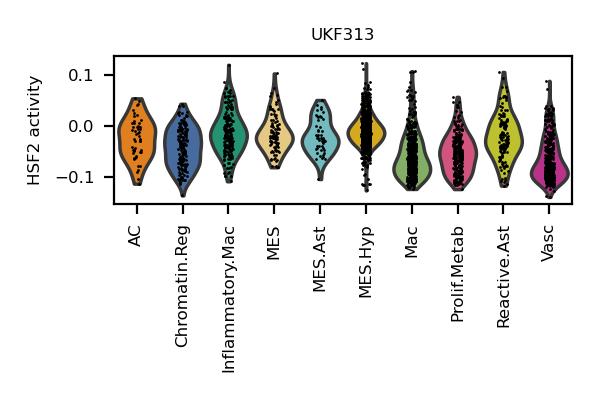 UKF313
HSF2 activity
0.1
0.0
−0.1
AC
Chromatin.Reg
Inflammatory.Mac
MES
MES.Ast
MES.Hyp
Mac
Prolif.Metab
Reactive.Ast
Vasc